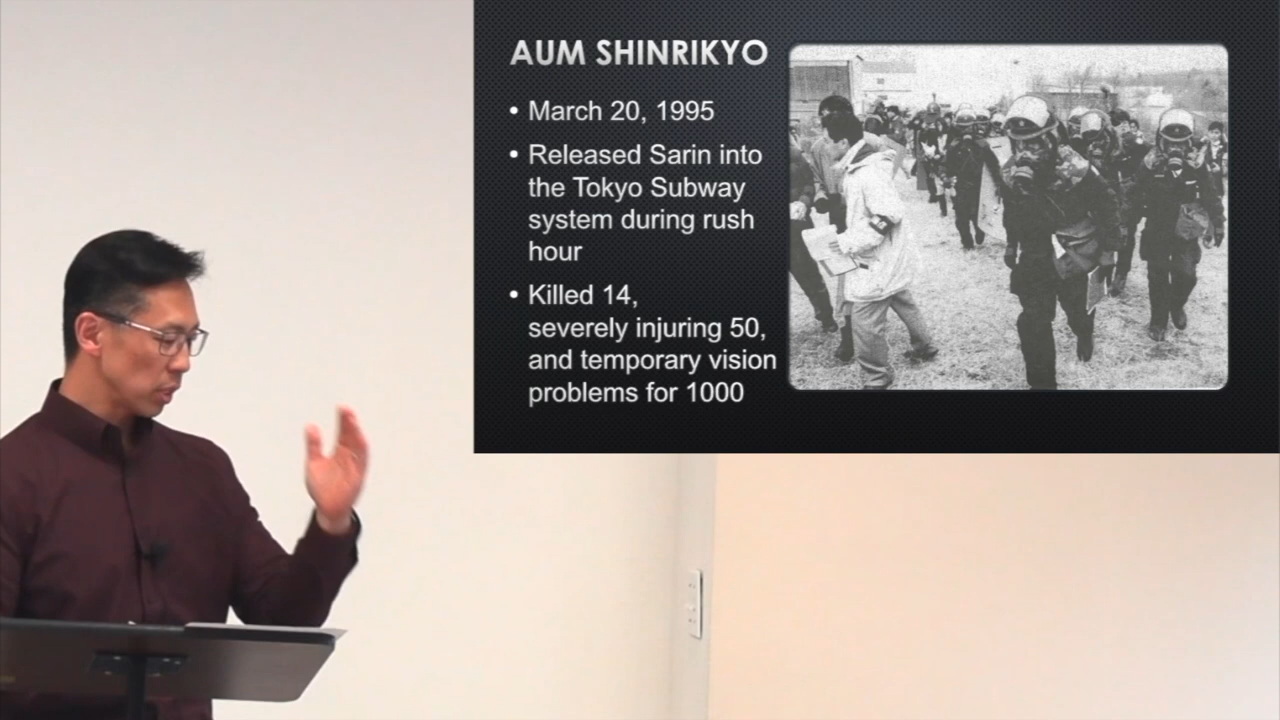 AUM SHINRIKYO
• March 20, 1995
• Released Sarin into
the Tokyo Subway
system during rush
hour
• Killed 14,
severely injuring 50,
and temporary vision
problems for 1000